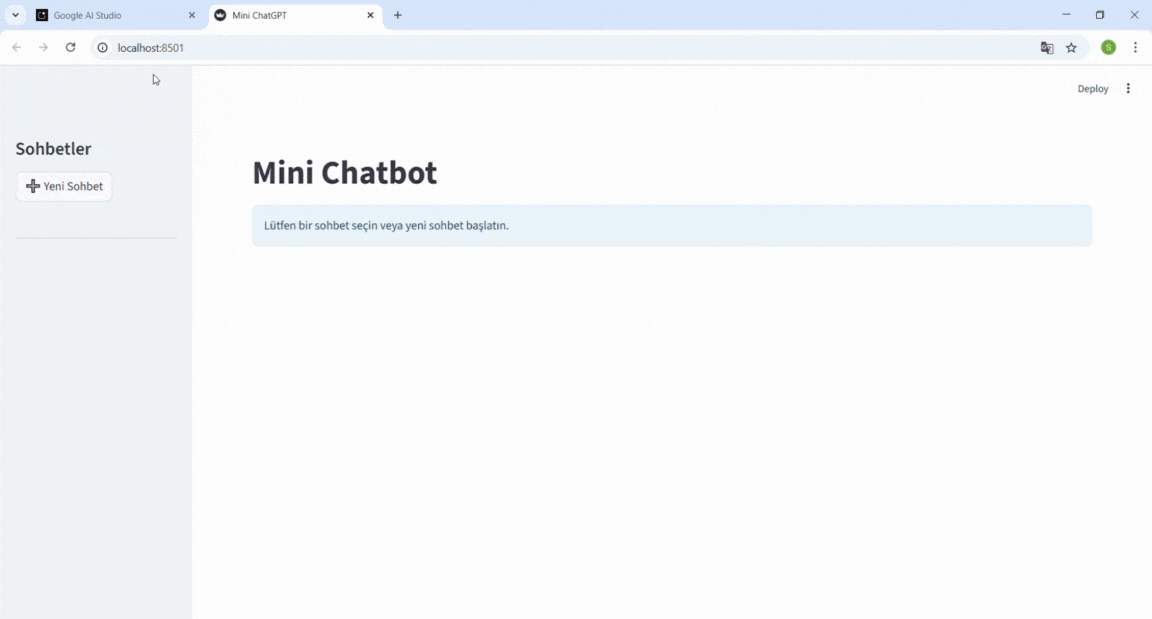 Google AI Studio
Mini ChatGPT
localhost:8501
S
Deploy
Sohbetler
Yeni Sohbet
Mini Chatbot
Lütfen bir sohbet seçin veya yeni sohbet başlatın.